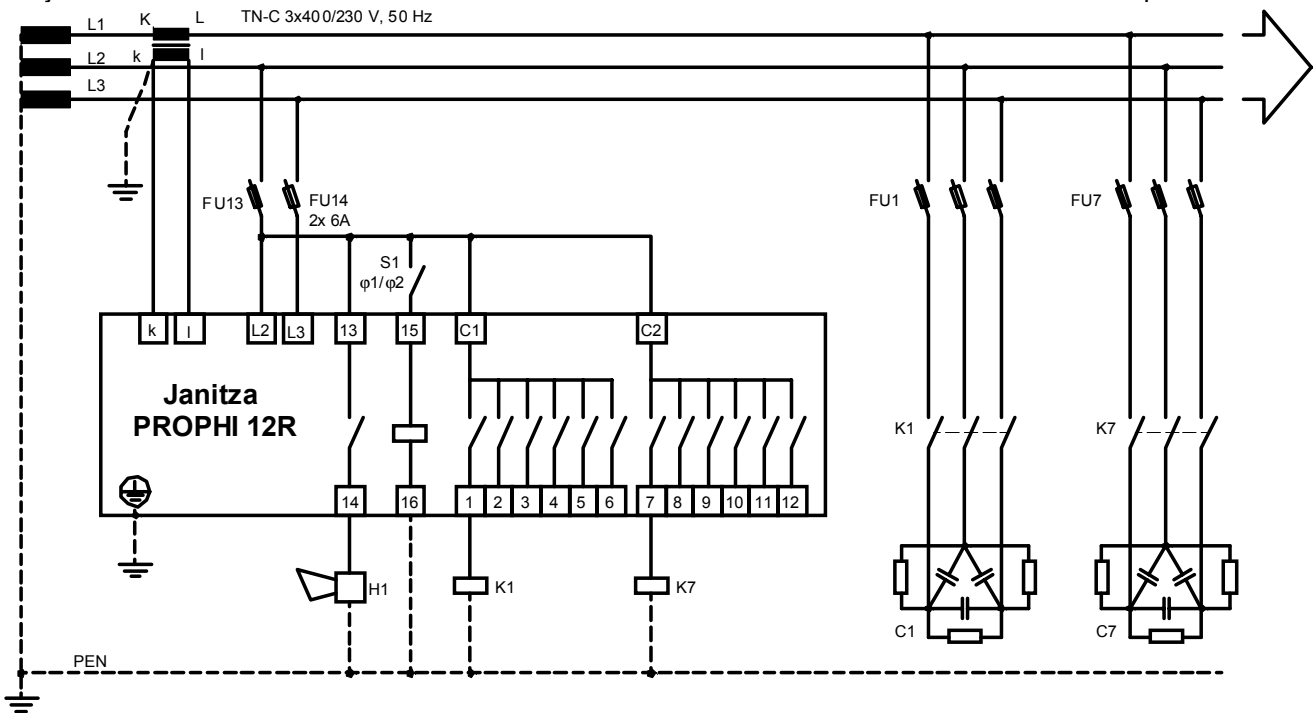 L1 K L TN-C 3x400/230 V, 50 Hz
L2 k l
L3
FU13 FU14
2x 6A
FU1 FU7
S1
φ1/φ2
k l L2 L3 13 15 C1 C2
Janitza
PROPHI 12R
K1 K7
14 16 1 2 3 4 5 6 7 8 9 10 11 12
H1 K1 K7
C1 C7
PEN